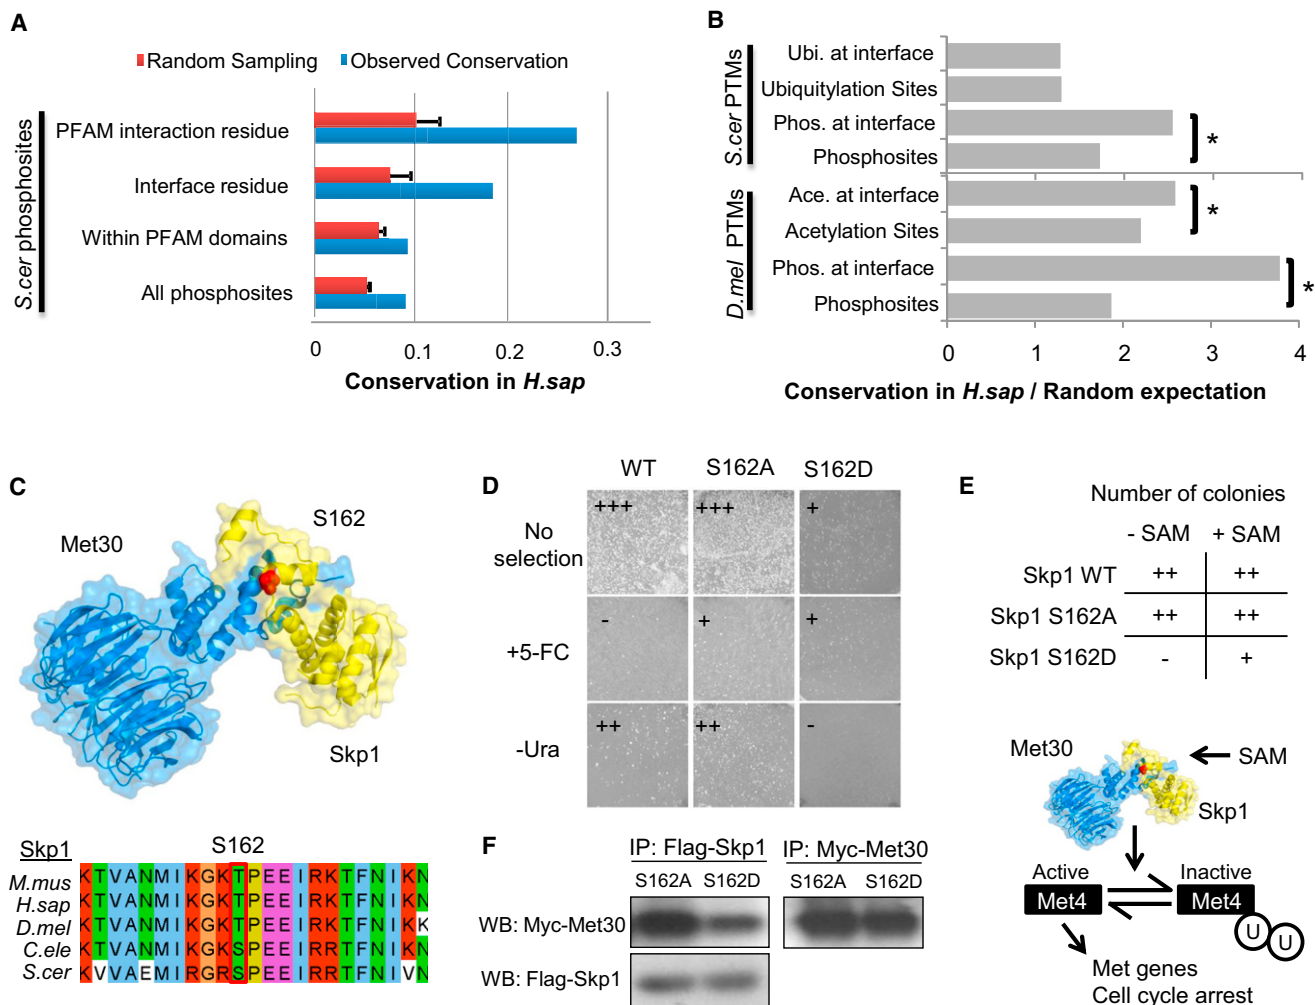 A
Random Sampling
Observed Conservation
S.cer phosphosites
PFAM interaction residue
Interface residue
Within PFAM domains
All phosphosites
0 0.1 0.2 0.3
Conservation in H.sap
B
S.cer PTMs
Ubi. at interface
Ubiquitylation Sites
Phos. at interface
Phosphosites
*
D.mel PTMs
Ace. at interface
Acetylation Sites
*
Phos. at interface
Phosphosites
*
0 1 2 3 4
Conservation in H.sap / Random expectation
C
Met30
S162
Skp1
Skp1 S162
M.mus KTVANMIKGKTPEEIRKTFNIKN
H.sap KTVANMIKGKTPEEIRKTFNIKN
D.mel KTVANMIKGKTPEEIRKTFNIKK
C.ele KTVANMIKGKSPEEIRRTFNIKN
S.cer KVVAEMIRGRSPEEIRRTFNIVN
D
WT S162A S162D
No selection +++ +++ +
+5-FC - + +
-Ura ++ ++ -
E
Number of colonies
- SAM + SAM
Skp1 WT ++ ++
Skp1 S162A ++ ++
Skp1 S162D - +
Met30
SAM
Skp1
Active Inactive
Met4 Met4
U U
Met genes
Cell cycle arrest
F
IP: Flag-Skp1 IP: Myc-Met30
S162A S162D S162A S162D
WB: Myc-Met30
WB: Flag-Skp1